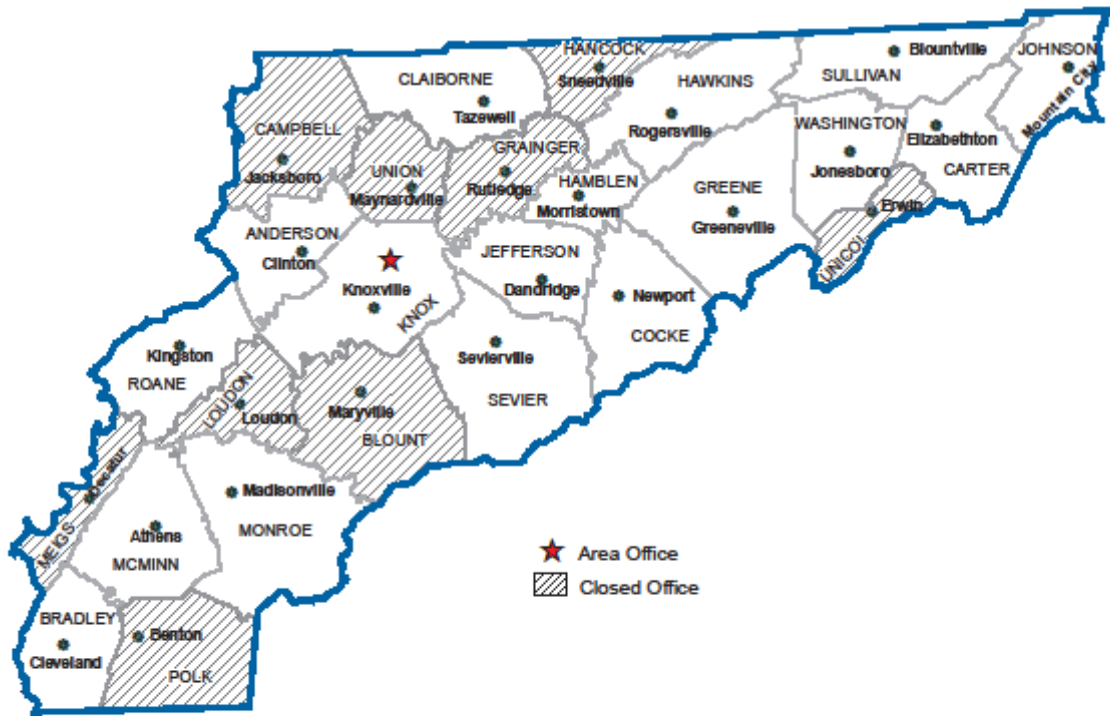 HANCOCK
Sneedville
CLAIBORNE
Tazewell
HAWKINS
Rogersville
Blountville
SULLIVAN
JOHNSON
Mountain City
CAMPBELL
Jacksboro
UNION
Maynardville
GRAINGER
Rutledge
HAMBLEN
Morristown
WASHINGTON
Jonesboro
Elizabethton
CARTER
GREENE
Greeneville
Erwin
UNICOI
ANDERSON
Clinton
Knoxville
KNOX
JEFFERSON
Dandridge
Newport
COCKE
Kingston
ROANE
LOUDON
Loudon
Maryville
BLOUNT
Sevierville
SEVIER
Decatur
MEIGS
Athens
MCMINN
Madisonville
MONROE
Area Office
Closed Office
BRADLEY
Cleveland
Benton
POLK